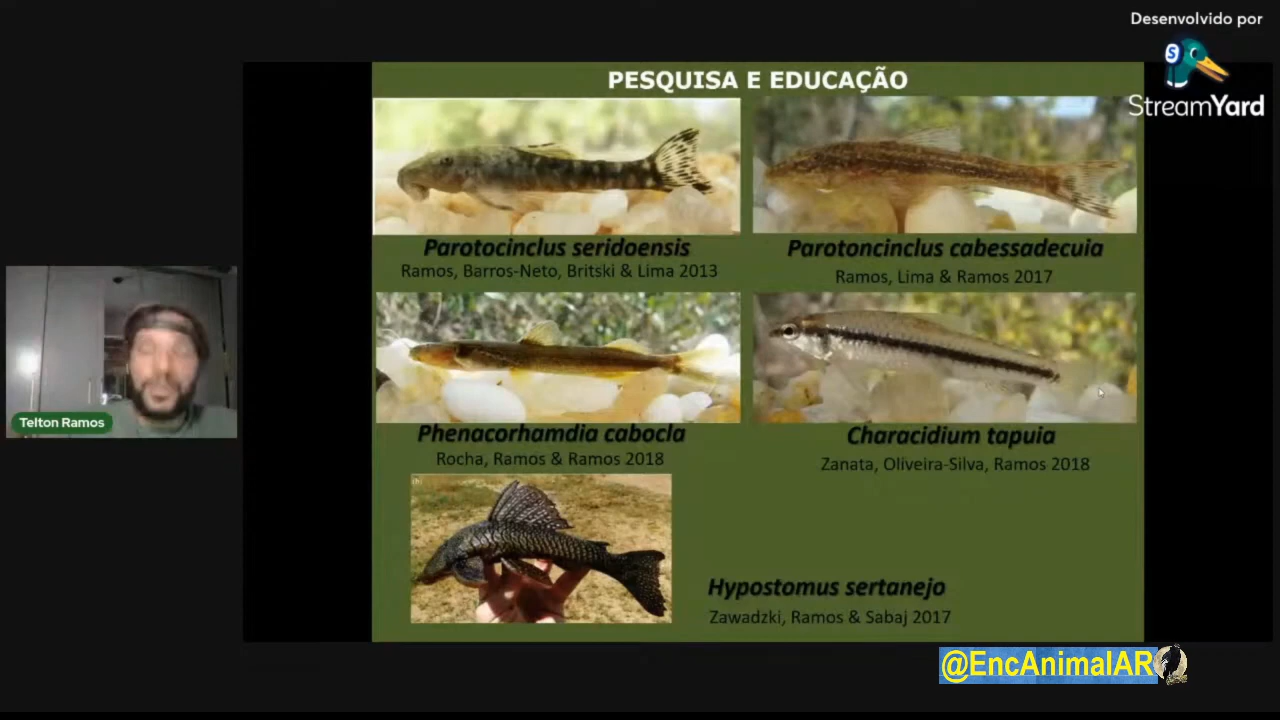 Desenvolvido por
S
StreamYard
PESQUISA E EDUCAÇÃO
Parotocinclus seridoensis
Ramos, Barros-Neto, Britski & Lima 2013
Parotoncinclus cabessadecuia
Ramos, Lima & Ramos 2017
Phenacorhamdia cabocla
Rocha, Ramos & Ramos 2018
Characidium tapuia
Zanata, Oliveira-Silva, Ramos 2018
Hypostomus sertanejo
Zawadzki, Ramos & Sabaj 2017
Telton Ramos
@EncAnimalAR